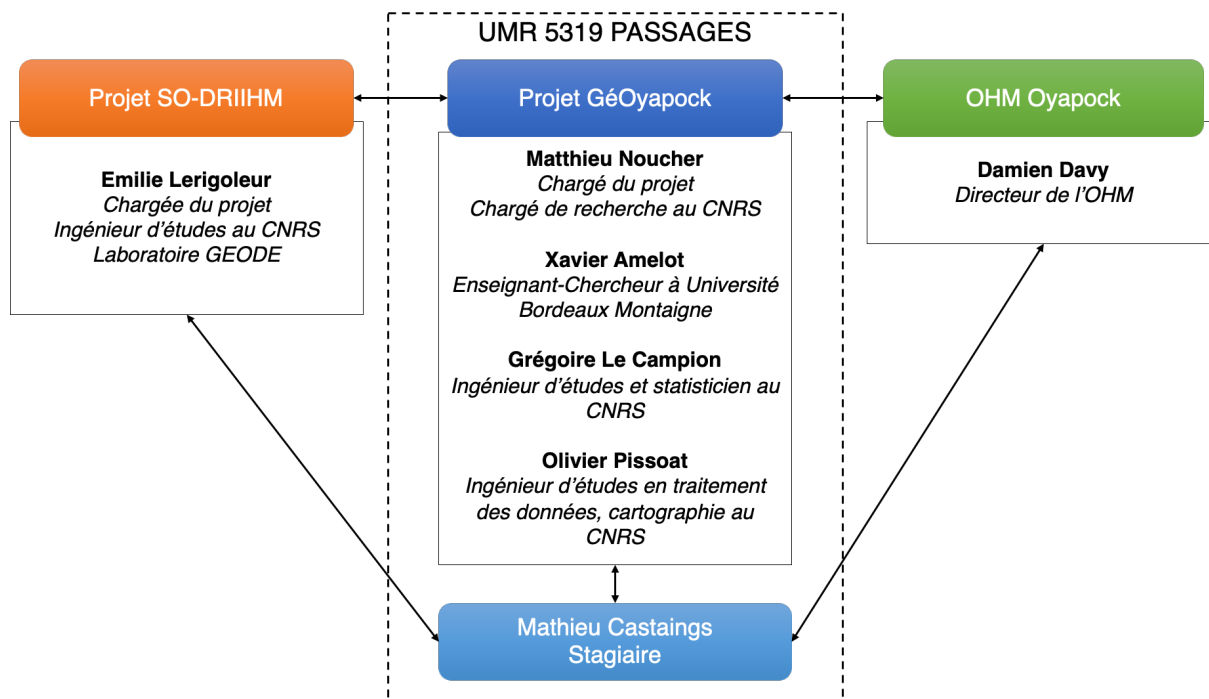 UMR 5319 PASSAGES
Projet SO-DRIIHM
Projet GéOyapock
OHM Oyapock
Emilie Lerigoleur
Chargée du projet
Ingénieur d’études au CNRS
Laboratoire GEODE
Matthieu Noucher
Chargé du projet
Chargé de recherche au CNRS
Xavier Amelot
Enseignant-Chercheur à Université
Bordeaux Montaigne
Grégoire Le Campion
Ingénieur d’études et statisticien au
CNRS
Olivier Pissoat
Ingénieur d’études en traitement
des données, cartographie au
CNRS
Damien Davy
Directeur de l’OHM
Mathieu Castaings
Stagiaire